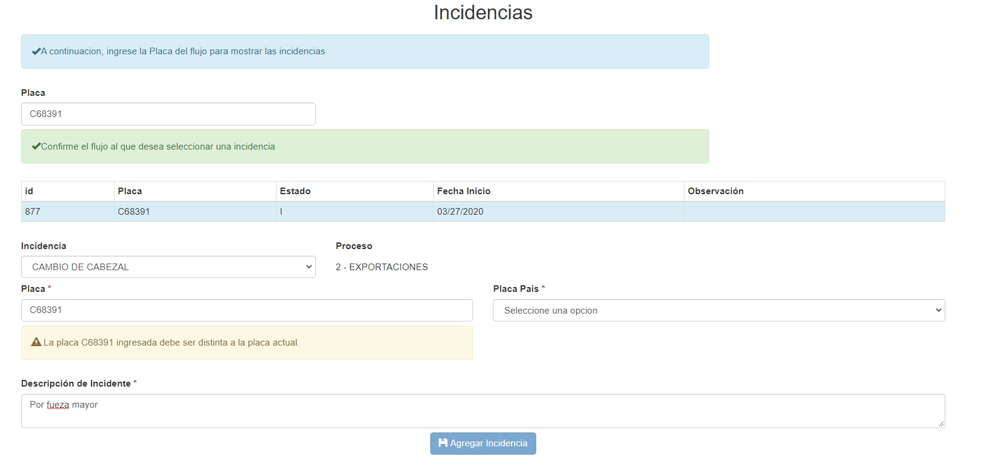 Incidencias
A continuacion, ingrese la Placa del flujo para mostrar las incidencias
Placa
C68391
Confirme el flujo al que desea seleccionar una incidencia
id Placa Estado Fecha Inicio Observación
877 C68391 I 03/27/2020
Incidencia Proceso
CAMBIO DE CABEZAL 2 - EXPORTACIONES
Placa * Placa Pais *
C68391 Seleccione una opcion
La placa C68391 ingresada debe ser distinta a la placa actual.
Descripción de Incidente *
Por fueza mayor
Agregar Incidencia